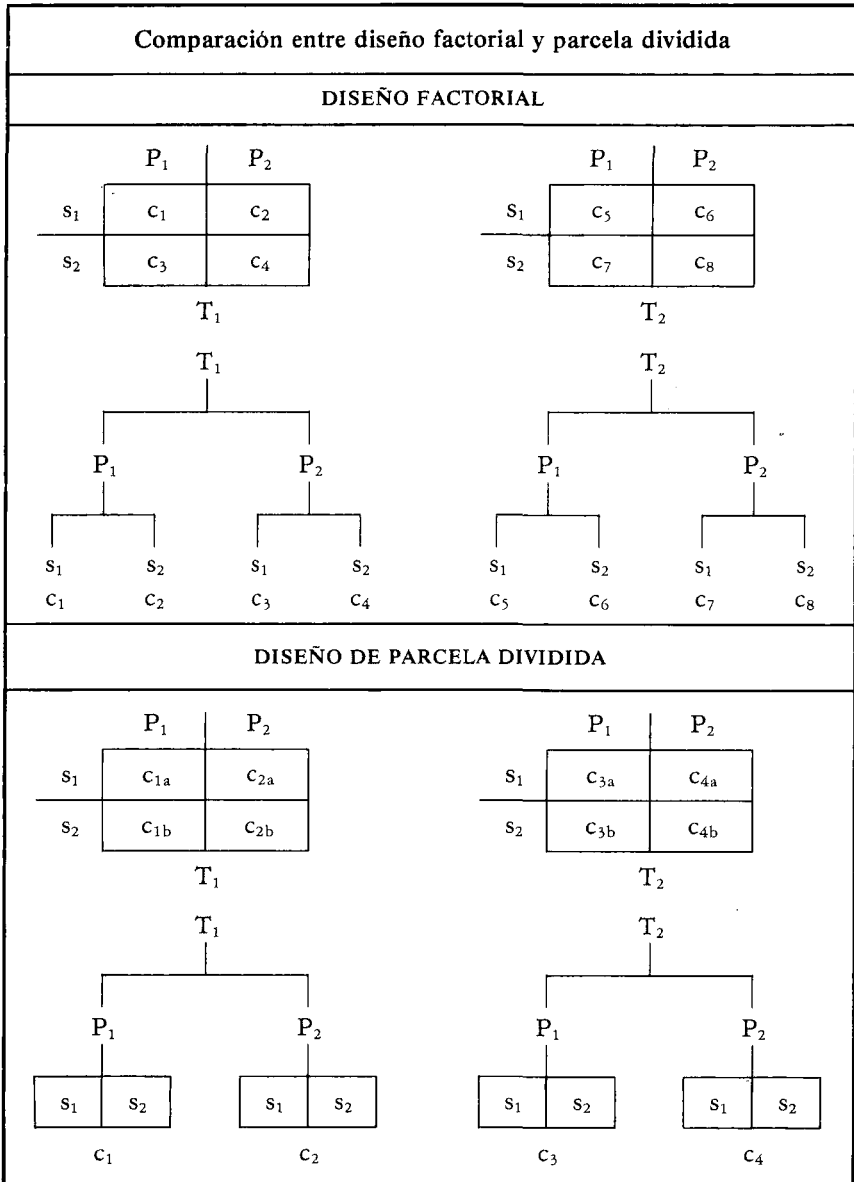 Comparación entre diseño factorial y parcela dividida
DISEÑO FACTORIAL
P₁ P₂ P₁ P₂
s₁ c₁ c₂ s₁ c₅ c₆
s₂ c₃ c₄ s₂ c₇ c₈
T₁ T₂
T₁ T₂
P₁ P₂ P₁ P₂
s₁ s₂ s₁ s₂ s₁ s₂ s₁ s₂
c₁ c₂ c₃ c₄ c₅ c₆ c₇ c₈
DISEÑO DE PARCELA DIVIDIDA
P₁ P₂ P₁ P₂
s₁ c₁a c₂a s₁ c₃a c₄a
s₂ c₁b c₂b s₂ c₃b c₄b
T₁ T₂
T₁ T₂
P₁ P₂ P₁ P₂
s₁ s₂ s₁ s₂ s₁ s₂ s₁ s₂
c₁ c₂ c₃ c₄